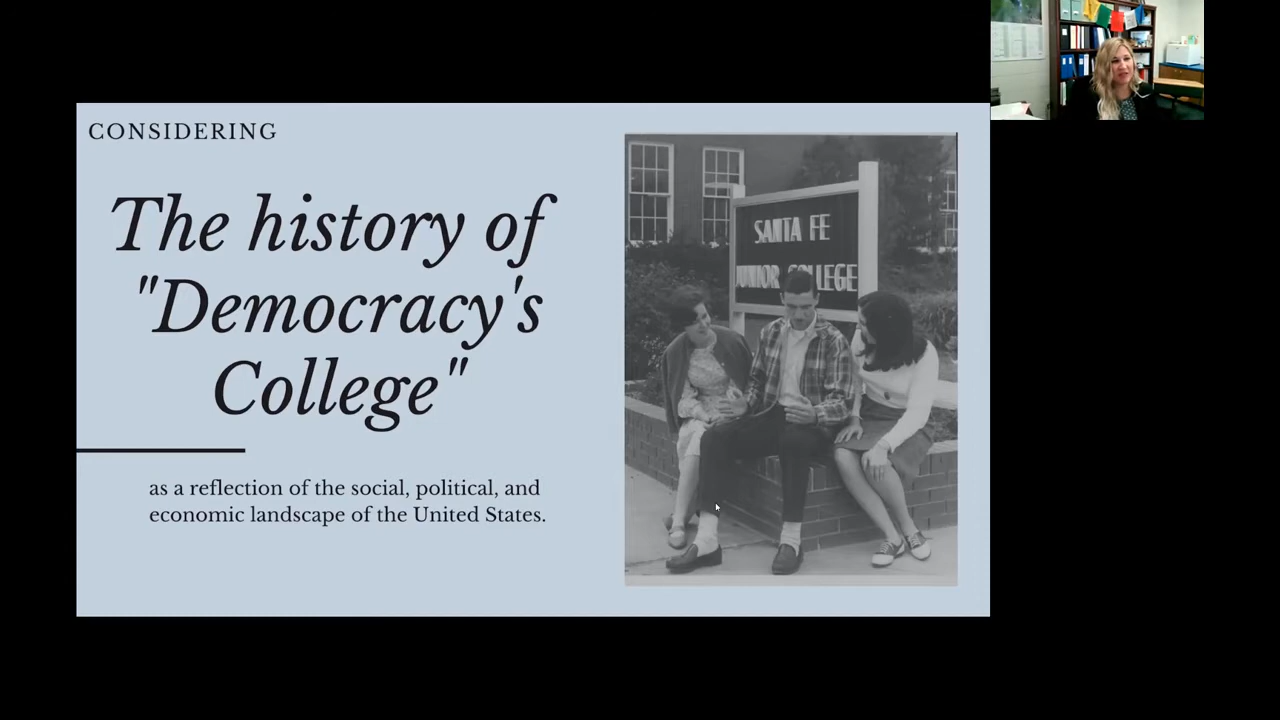 CONSIDERING
The history of
"Democracy's
College"
as a reflection of the social, political, and
economic landscape of the United States.
SANTA FE
JUNIOR COLLEGE